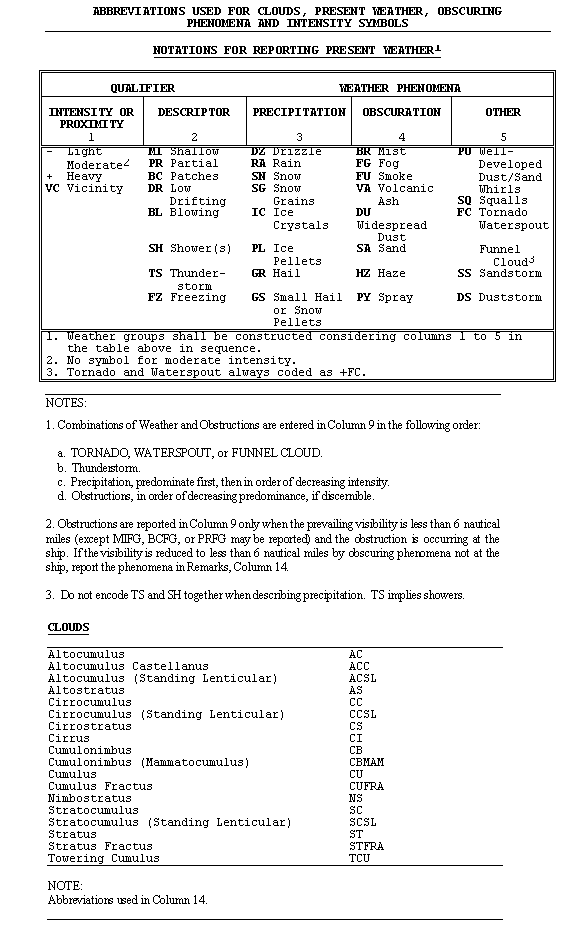 ABBREVIATIONS USED FOR CLOUDS, PRESENT WEATHER, OBSCURING
PHENOMENA AND INTENSITY SYMBOLS
NOTATIONS FOR REPORTING PRESENT WEATHER1
QUALIFIER WEATHER PHENOMENA
INTENSITY OR DESCRIPTOR PRECIPITATION OBSCURATION OTHER
PROXIMITY
1 2 3 4 5
- Light MI Shallow DZ Drizzle BR Mist PO Well-
Moderate2 PR Partial RA Rain FG Fog Developed
+ Heavy BC Patches SN Snow FU Smoke Dust/Sand
VC Vicinity DR Low SG Snow VA Volcanic Whirls
Drifting Grains Ash SQ Squalls
BL Blowing IC Ice DU FC Tornado
Crystals Widespread Waterspout
Dust
SH Shower(s) PL Ice SA Sand Funnel
Pellets Cloud3
TS Thunder- GR Hail HZ Haze SS Sandstorm
storm
FZ Freezing GS Small Hail PY Spray DS Duststorm
or Snow
Pellets
1. Weather groups shall be constructed considering columns 1 to 5 in
the table above in sequence.
2. No symbol for moderate intensity.
3. Tornado and Waterspout always coded as +FC.
NOTES:
1. Combinations of Weather and Obstructions are entered in Column 9 in the following order:
a. TORNADO, WATERSPOUT, or FUNNEL CLOUD.
b. Thunderstorm.
c. Precipitation, predominate first, then in order of decreasing intensity.
d. Obstructions, in order of decreasing predominance, if discernible.
2. Obstructions are reported in Column 9 only when the prevailing visibility is less than 6 nautical
miles (except MIFG, BCFG, or PRFG may be reported) and the obstruction is occurring at the
ship. If the visibility is reduced to less than 6 nautical miles by obscuring phenomena not at the
ship, report the phenomena in Remarks, Column 14.
3. Do not encode TS and SH together when describing precipitation. TS implies showers.
CLOUDS
Altocumulus AC
Altocumulus Castellanus ACC
Altocumulus (Standing Lenticular) ACSL
Altostratus AS
Cirrocumulus CC
Cirrocumulus (Standing Lenticular) CCSL
Cirrostratus CS
Cirrus CI
Cumulonimbus CB
Cumulonimbus (Mammatocumulus) CBMAM
Cumulus CU
Cumulus Fractus CUFRA
Nimbostratus NS
Stratocumulus SC
Stratocumulus (Standing Lenticular) SCSL
Stratus ST
Stratus Fractus STFRA
Towering Cumulus TCU
NOTE:
Abbreviations used in Column 14.